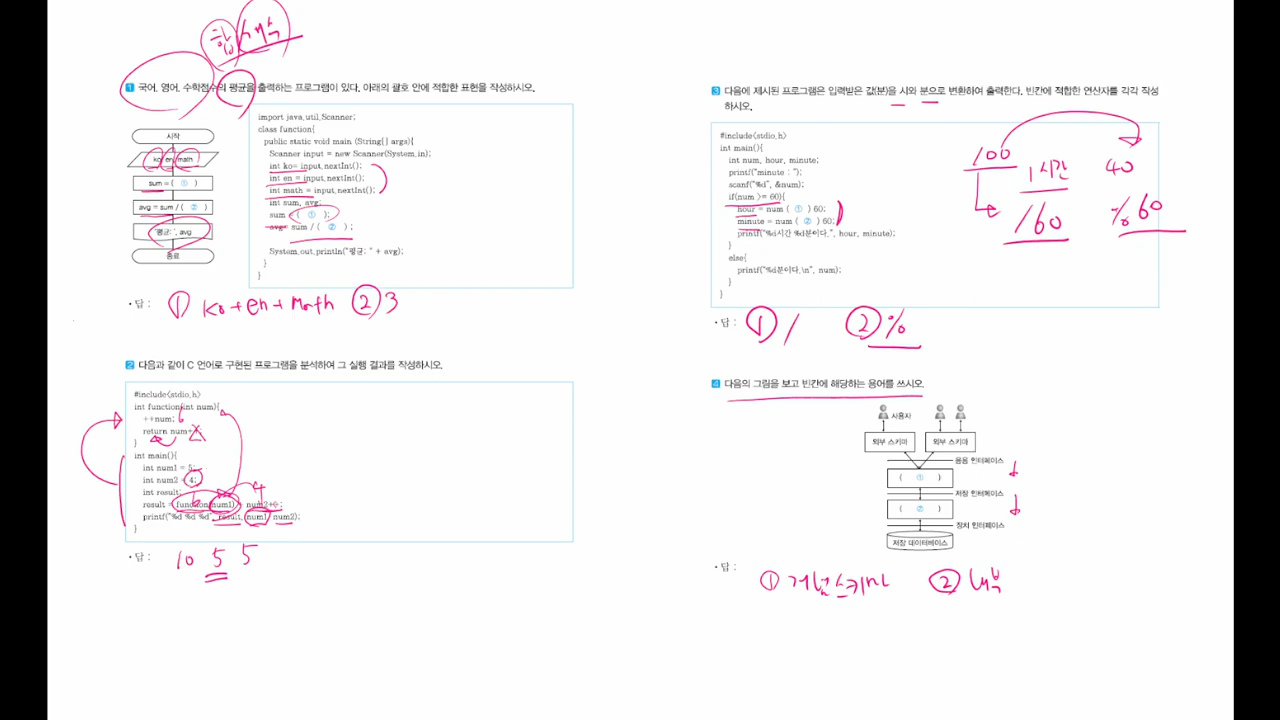 합 개수
1 국어, 영어, 수학점수의 평균을 출력하는 프로그램이 있다. 아래의 괄호 안에 적합한 표현을 작성하시오.
시작
ko, en, math
sum = ( ① )
avg = sum / ( ② )
'평균: ', avg
종료
import java.util.Scanner;
class function{
public static void main (String[] args){
Scanner input = new Scanner(System.in);
int ko= input.nextInt();
int en = input.nextInt();
int math = input.nextInt();
int sum, avg;
sum = ( ① );
avg= sum / ( ② );
System.out.println("평균: " + avg);
}
}
• 답 : ① ko+en+math ② 3
2 다음과 같이 C 언어로 구현된 프로그램을 분석하여 그 실행 결과를 작성하시오.
#include<stdio.h>
int function(int num){
++num; 6
return num++;
}
int main(){
int num1 = 5;
int num2 = 4;
int result;
6 4
result = function(num1) + num2++;
printf("%d %d %d", result, num1, num2);
}
• 답 : 10 5 5
3 다음에 제시된 프로그램은 입력받은 값(분)을 시와 분으로 변환하여 출력한다. 빈칸에 적합한 연산자를 각각 작성
하시오.
#include<stdio.h>
int main(){
int num, hour, minute;
printf("minute : ");
scanf("%d", &num);
if(num >= 60){
hour = num ( ① ) 60;
minute = num ( ② ) 60;
printf("%d시간 %d분이다.", hour, minute);
}
else{
printf("%d분이다.\n", num);
}
}
100 1시간 40
/60 %60
• 답 : ① / ② %
4 다음의 그림을 보고 빈칸에 해당하는 용어를 쓰시오.
사용자
외부 스키마 외부 스키마
응용 인터페이스
( ① )
저장 인터페이스
( ② )
장치 인터페이스
저장 데이터베이스
• 답 :
① 개념스키마 ② 내부